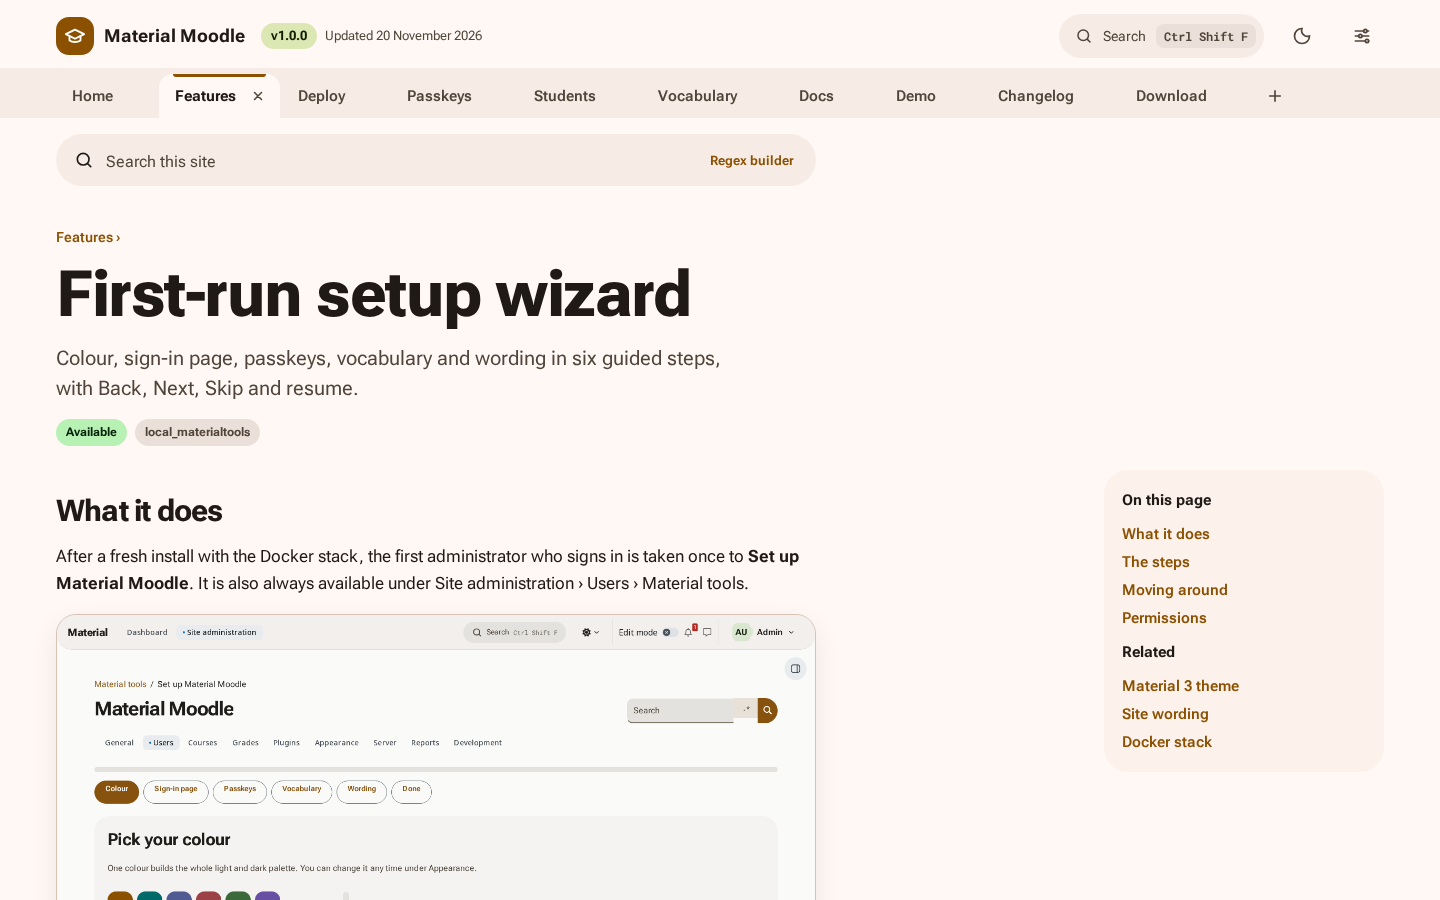 Material Moodle v1.0.0 Updated 20 November 2026 Search Ctrl Shift F
Home Features Deploy Passkeys Students Vocabulary Docs Demo Changelog Download
Search this site Regex builder
Features ›
First-run setup wizard
Colour, sign-in page, passkeys, vocabulary and wording in six guided steps,
with Back, Next, Skip and resume.
Available local_materialtools
What it does
After a fresh install with the Docker stack, the first administrator who signs in is taken once to Set up
Material Moodle. It is also always available under Site administration › Users › Material tools.
Material Dashboard Site administration Search Ctrl Shift F Edit mode 1 AU Admin
Material tools / Set up Material Moodle
Material Moodle
Search .*
General Users Courses Grades Plugins Appearance Server Reports Development
Colour Sign-in page Passkeys Vocabulary Wording Done
Pick your colour
One colour builds the whole light and dark palette. You can change it any time under Appearance.
On this page
What it does
The steps
Moving around
Permissions
Related
Material 3 theme
Site wording
Docker stack